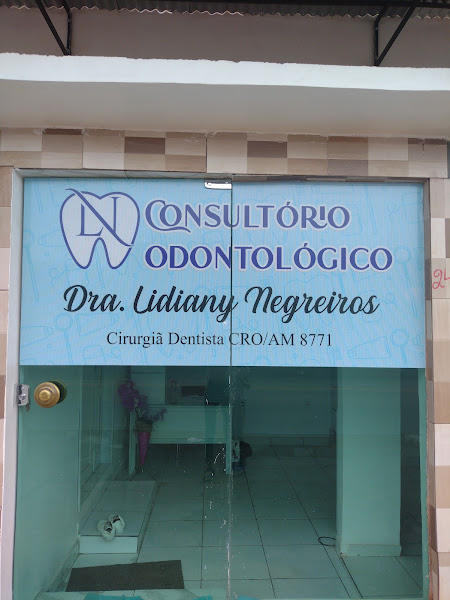 LN CONSULTÓRIO
ODONTOLÓGICO
Dra. Lidiany Negreiros
Cirurgiã Dentista CRO/AM 8771